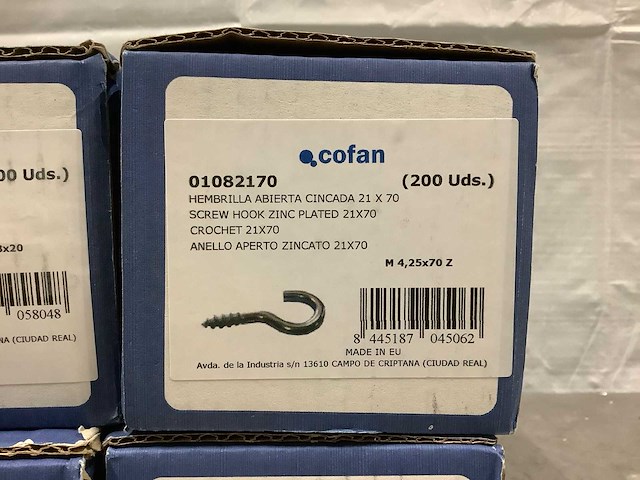 cofan
01082170 (200 Uds.)
HEMBRILLA ABIERTA CINCADA 21 X 70
SCREW HOOK ZINC PLATED 21X70
CROCHET 21X70
ANELLO APERTO ZINCATO 21X70
M 4,25x70 Z
8 445187 045062
MADE IN EU
Avda. de la Industria s/n 13610 CAMPO DE CRIPTANA (CIUDAD REAL)
00 Uds.)
x20
058048
NA (CIUDAD REAL)